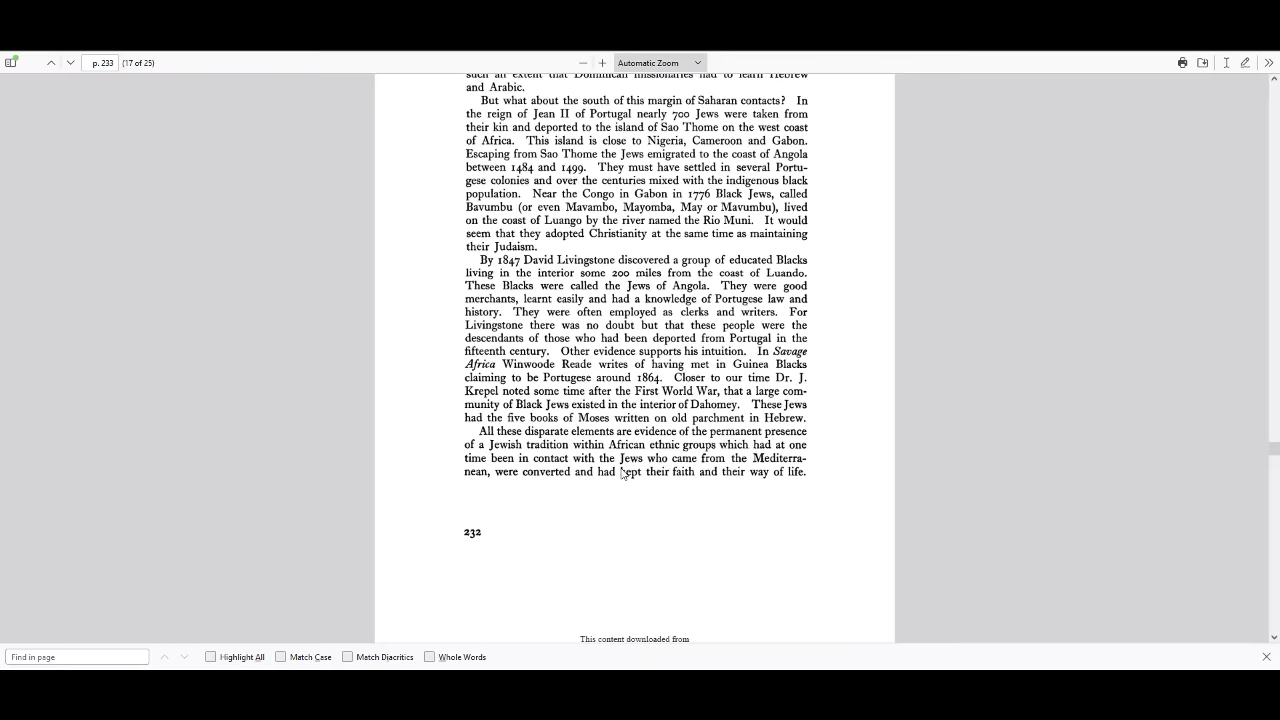 p. 233 (17 of 25) Automatic Zoom
such an extent that Dominican missionaries had to learn Hebrew
and Arabic.
But what about the south of this margin of Saharan contacts? In
the reign of Jean II of Portugal nearly 700 Jews were taken from
their kin and deported to the island of Sao Thome on the west coast
of Africa. This island is close to Nigeria, Cameroon and Gabon.
Escaping from Sao Thome the Jews emigrated to the coast of Angola
between 1484 and 1499. They must have settled in several Portu-
gese colonies and over the centuries mixed with the indigenous black
population. Near the Congo in Gabon in 1776 Black Jews, called
Bavumbu (or even Mavambo, Mayomba, May or Mavumbu), lived
on the coast of Luango by the river named the Rio Muni. It would
seem that they adopted Christianity at the same time as maintaining
their Judaism.
By 1847 David Livingstone discovered a group of educated Blacks
living in the interior some 200 miles from the coast of Luando.
These Blacks were called the Jews of Angola. They were good
merchants, learnt easily and had a knowledge of Portugese law and
history. They were often employed as clerks and writers. For
Livingstone there was no doubt but that these people were the
descendants of those who had been deported from Portugal in the
fifteenth century. Other evidence supports his intuition. In Savage
Africa Winwoode Reade writes of having met in Guinea Blacks
claiming to be Portugese around 1864. Closer to our time Dr. J.
Krepel noted some time after the First World War, that a large com-
munity of Black Jews existed in the interior of Dahomey. These Jews
had the five books of Moses written on old parchment in Hebrew.
All these disparate elements are evidence of the permanent presence
of a Jewish tradition within African ethnic groups which had at one
time been in contact with the Jews who came from the Mediterra-
nean, were converted and had kept their faith and their way of life.
232
This content downloaded from
Find in page Highlight All Match Case Match Diacritics Whole Words